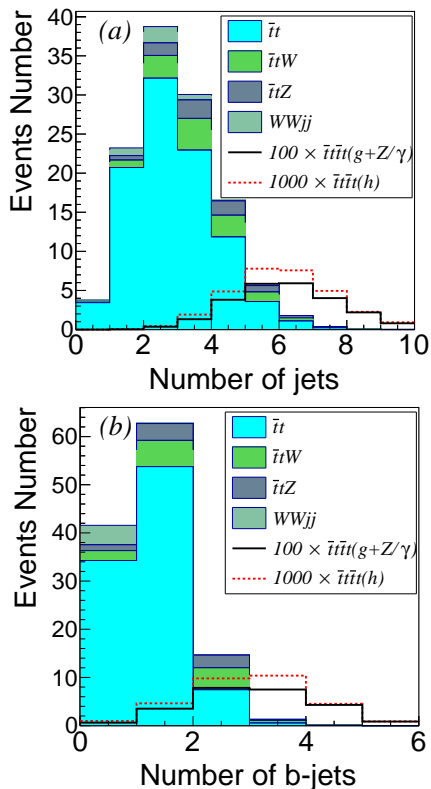 (a)
t̄t
t̄tW
t̄tZ
WWjj
100 × t̄tt̄t(g+Z/γ)
1000 × t̄tt̄t(h)
Events Number
40
35
30
25
20
15
10
5
0
0 2 4 6 8 10
Number of jets
(b)
t̄t
t̄tW
t̄tZ
WWjj
100 × t̄tt̄t(g+Z/γ)
1000 × t̄tt̄t(h)
Events Number
60
50
40
30
20
10
0
0 2 4 6
Number of b-jets